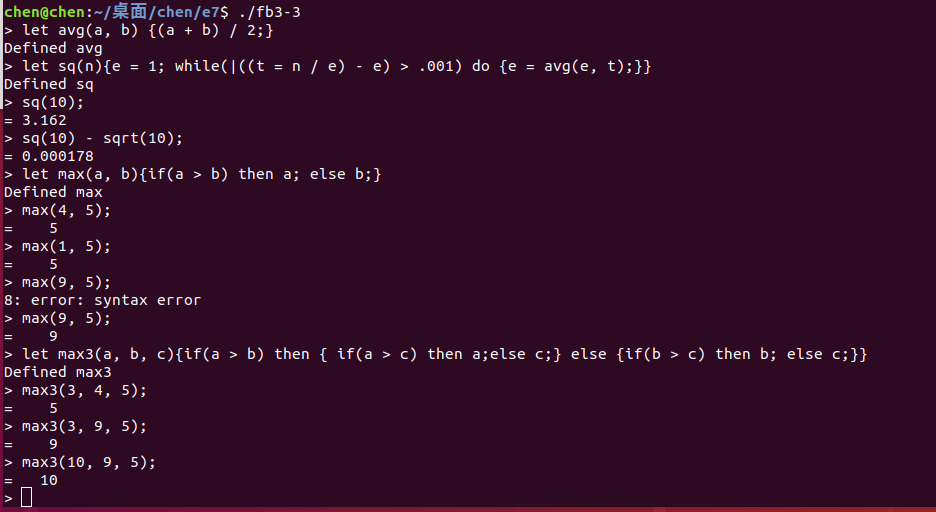 chen@chen:~/桌面/chen/e7$ ./fb3-3
> let avg(a, b) {(a + b) / 2;}
Defined avg
> let sq(n){e = 1; while(|((t = n / e) - e) > .001) do {e = avg(e, t);}}
Defined sq
> sq(10);
= 3.162
> sq(10) - sqrt(10);
= 0.000178
> let max(a, b){if(a > b) then a; else b;}
Defined max
> max(4, 5);
=    5
> max(1, 5);
=    5
> max(9, 5);
8: error: syntax error
> max(9, 5);
=    9
> let max3(a, b, c){if(a > b) then { if(a > c) then a;else c;} else {if(b > c) then b; else c;}}
Defined max3
> max3(3, 4, 5);
=    5
> max3(3, 9, 5);
=    9
> max3(10, 9, 5);
=   10
>